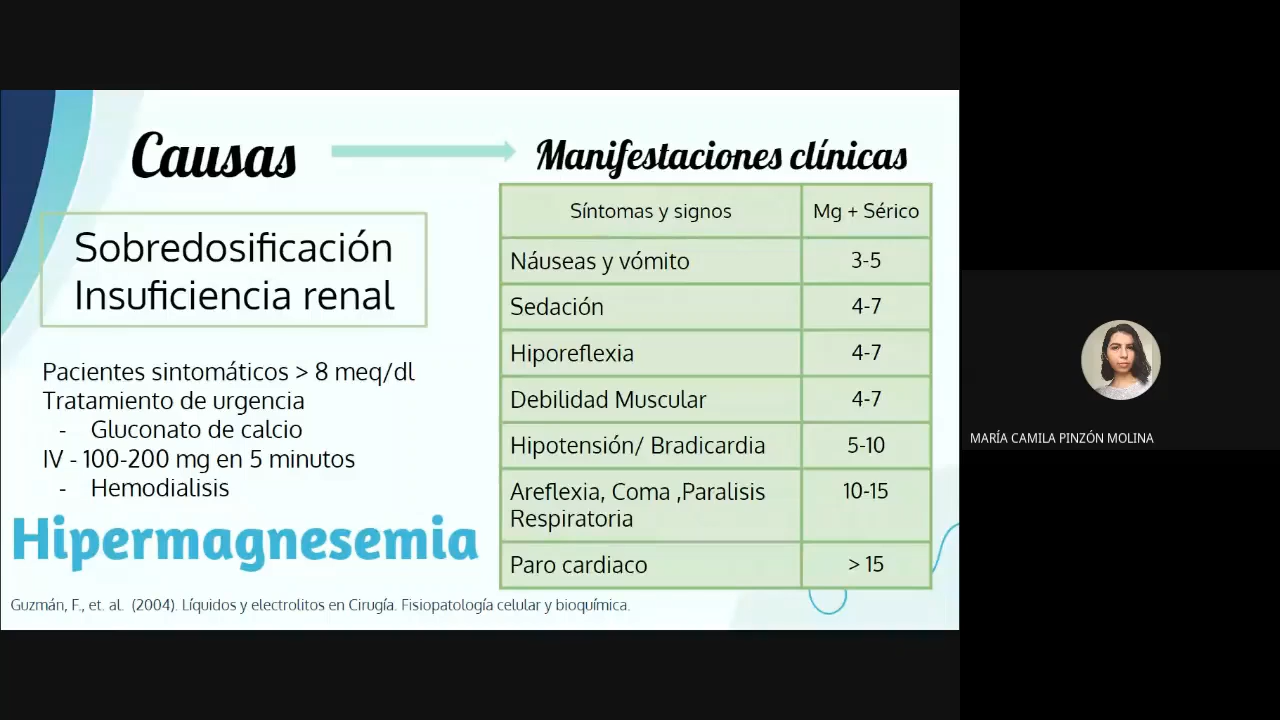 Causas
Manifestaciones clínicas
Sobredosificación
Insuficiencia renal
Pacientes sintomáticos > 8 meq/dl
Tratamiento de urgencia
- Gluconato de calcio
IV - 100-200 mg en 5 minutos
- Hemodialisis
Hipermagnesemia
Síntomas y signos Mg + Sérico
Náuseas y vómito 3-5
Sedación 4-7
Hiporeflexia 4-7
Debilidad Muscular 4-7
Hipotensión/ Bradicardia 5-10
Areflexia, Coma ,Paralisis 10-15
Respiratoria
Paro cardiaco > 15
Guzmán, F., et. al. (2004). Líquidos y electrolitos en Cirugía. Fisiopatología celular y bioquímica.
MARÍA CAMILA PINZÓN MOLINA